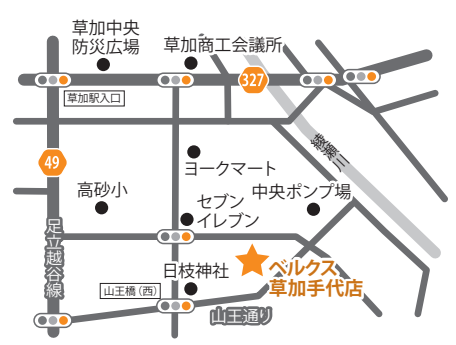 草加中央
防災広場
草加商工会議所
327
草加駅入口
綾瀬川
49
ヨークマート
高砂小
セブン
イレブン
中央ポンプ場
足立越谷線
日枝神社
ベルクス
草加手代店
山王橋（西）
山王通り